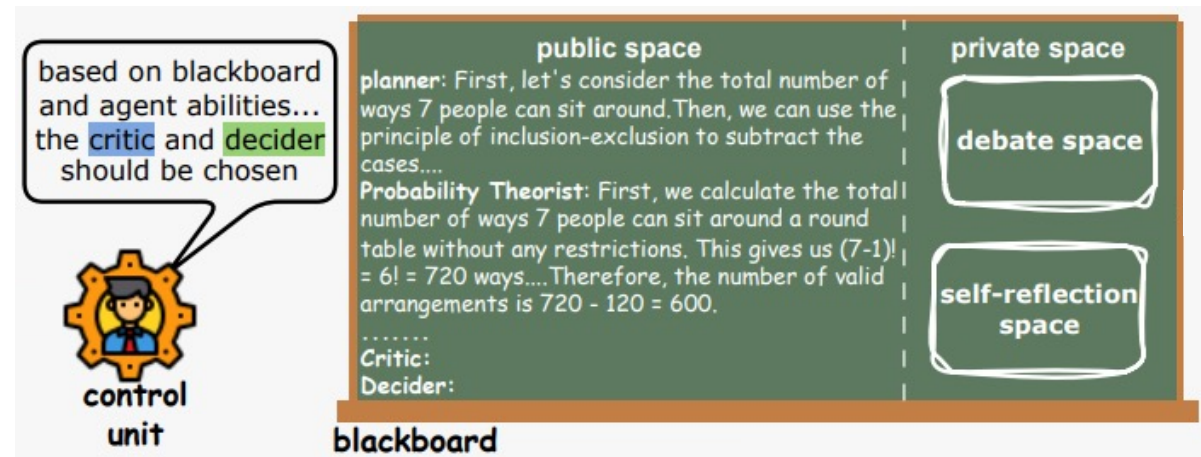 based on blackboard
and agent abilities...
the critic and decider
should be chosen
control
unit
public space
planner: First, let's consider the total number of
ways 7 people can sit around.Then, we can use the
principle of inclusion-exclusion to subtract the
cases....
Probability Theorist: First, we calculate the total
number of ways 7 people can sit around a round
table without any restrictions. This gives us (7-1)!
= 6! = 720 ways....Therefore, the number of valid
arrangements is 720 - 120 = 600.
.......
Critic:
Decider:
private space
debate space
self-reflection
space
blackboard